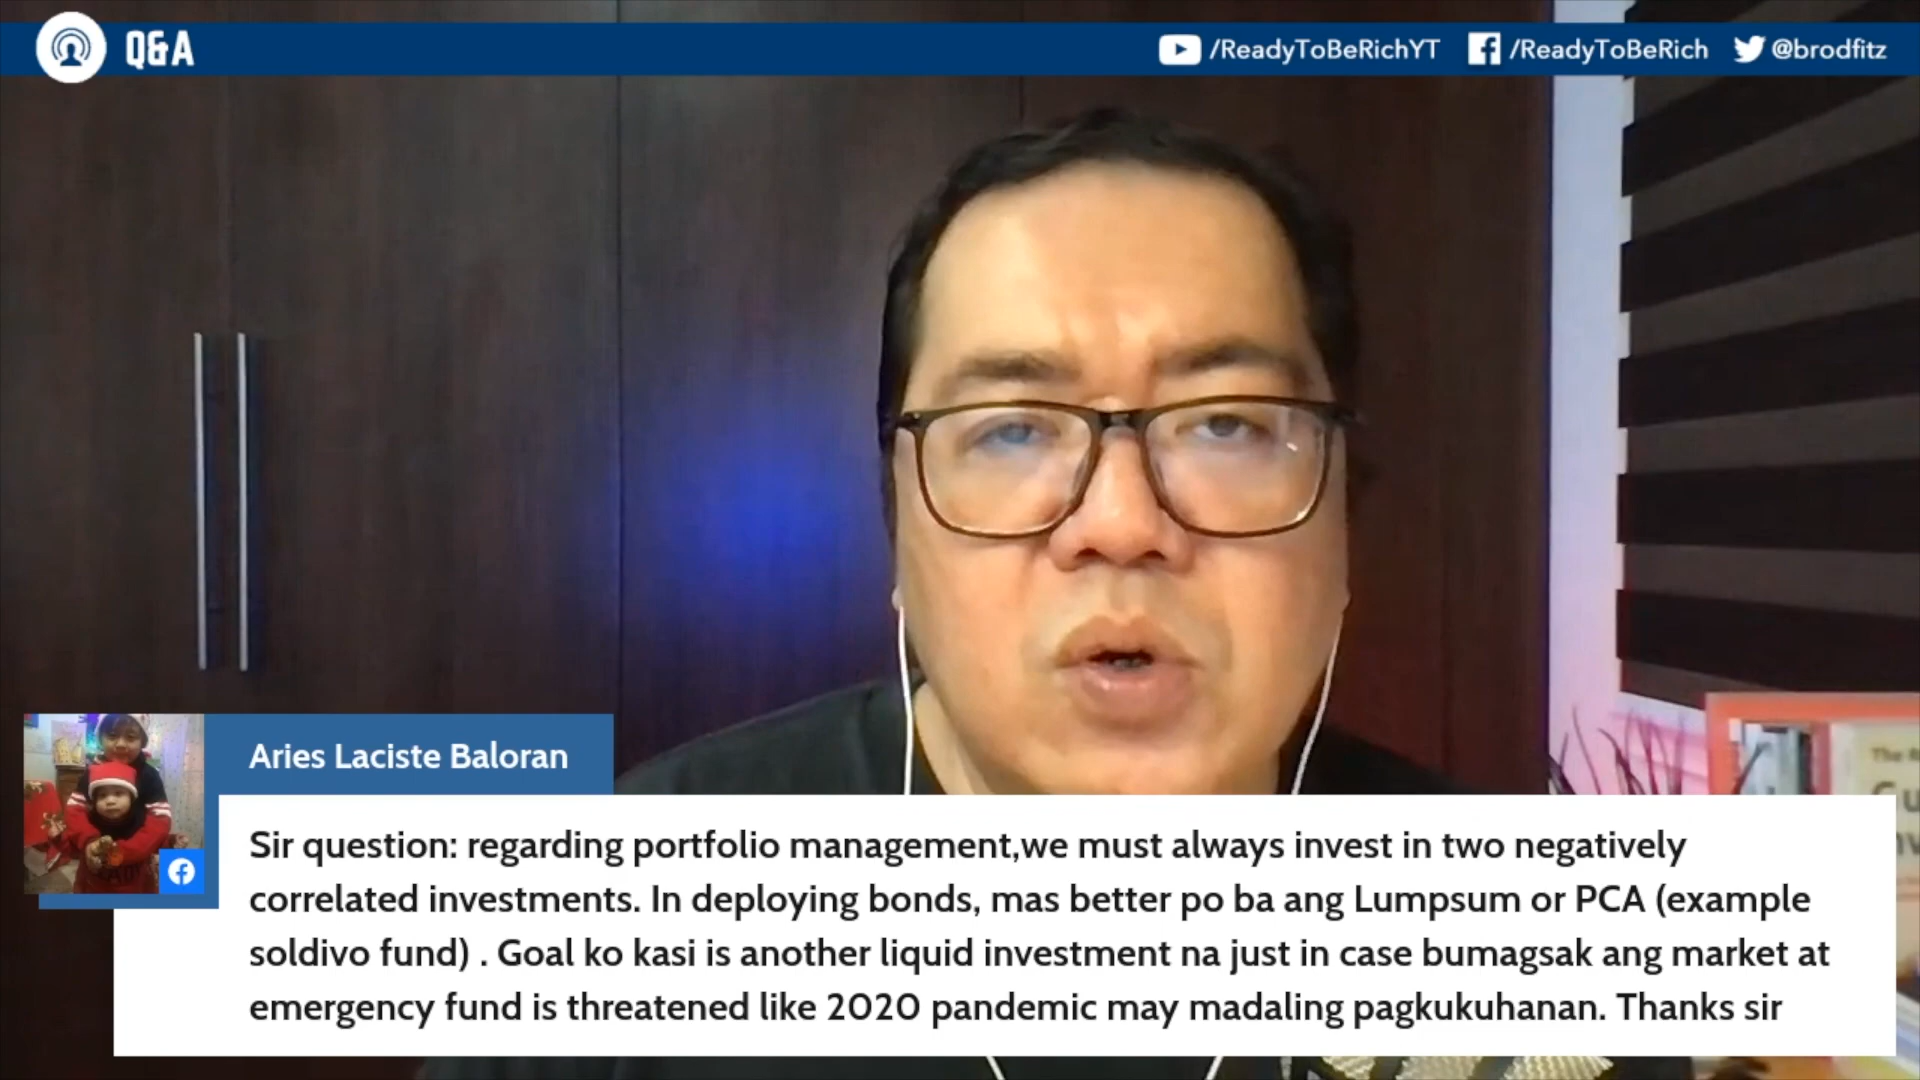 Q&A
/ReadyToBeRichYT
/ReadyToBeRich
@brodfitz
Aries Laciste Baloran
Sir question: regarding portfolio management,we must always invest in two negatively
correlated investments. In deploying bonds, mas better po ba ang Lumpsum or PCA (example
soldivo fund) . Goal ko kasi is another liquid investment na just in case bumagsak ang market at
emergency fund is threatened like 2020 pandemic may madaling pagkukuhanan. Thanks sir
The
Gu